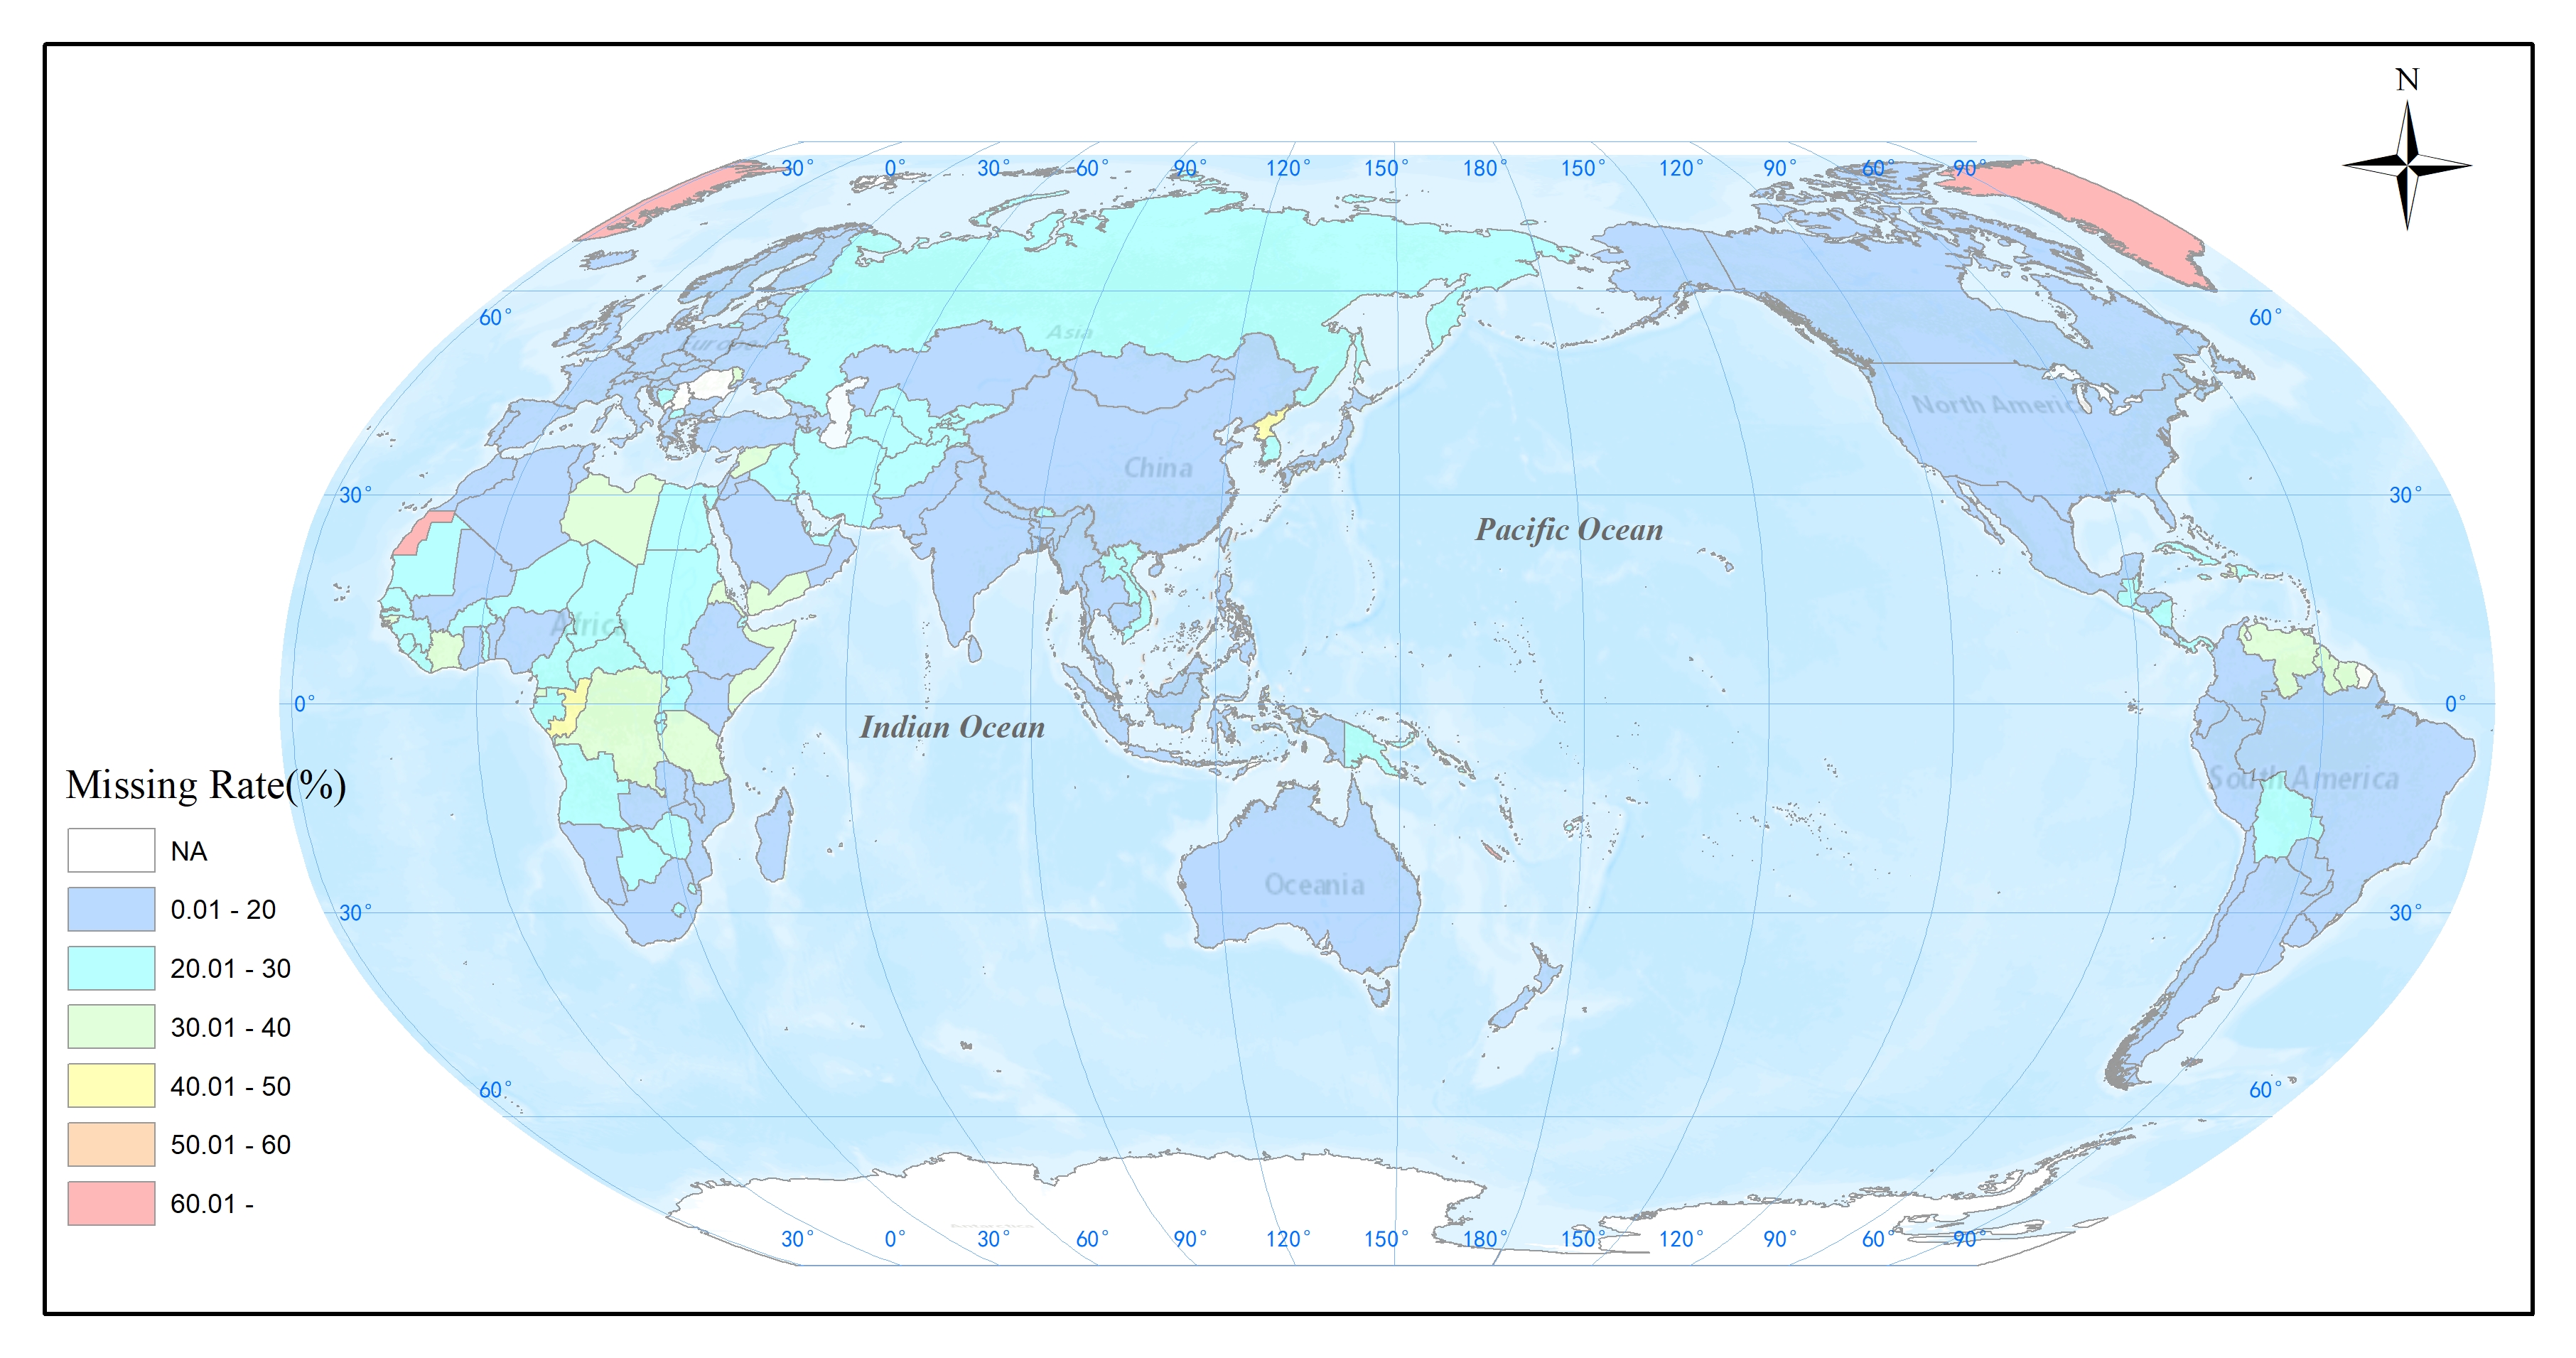 N
30° 0° 30° 60° 90° 120° 150° 180° 150° 120° 90° 60° 90°
60° 60°
Asia
Europe
North America
China
30° 30°
Pacific Ocean
Africa
0° Indian Ocean 0°
South America
Missing Rate(%)
NA
0.01 - 20
20.01 - 30
30.01 - 40
40.01 - 50
50.01 - 60
60.01 -
Oceania
30° 30°
60° 60°
Antarctica
30° 0° 30° 60° 90° 120° 150° 180° 150° 120° 90° 60° 90°